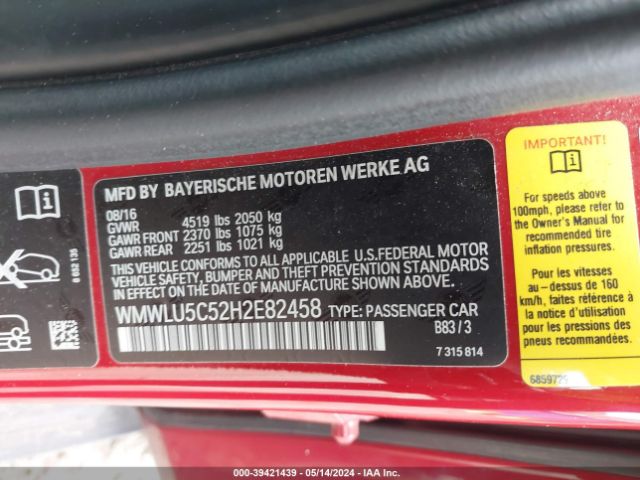 MFD BY BAYERISCHE MOTOREN WERKE AG
08/16
GVWR 4519 lbs 2050 kg
GAWR FRONT 2370 lbs 1075 kg
GAWR REAR 2251 lbs 1021 kg
THIS VEHICLE CONFORMS TO ALL APPLICABLE U.S.FEDERAL MOTOR
VEHICLE SAFETY, BUMPER AND THEFT PREVENTION STANDARDS
IN EFFECT ON THE DATE OF MANUFACTURE SHOWN ABOVE.
WMWLU5C52H2E82458 TYPE: PASSENGER CAR
B83 / 3
7 315 814
8 652 135
IMPORTANT!
For speeds above
100mph, please refer to
the Owner's Manual for
recommended tire
inflation pressures.
Pour les vitesses
au-dessus de 160
km/h, référez-vous à
la notice d'utilisation
pour les pressions des
pneus recommandées.
000-39421439 - 05/14/2024 - IAA Inc.